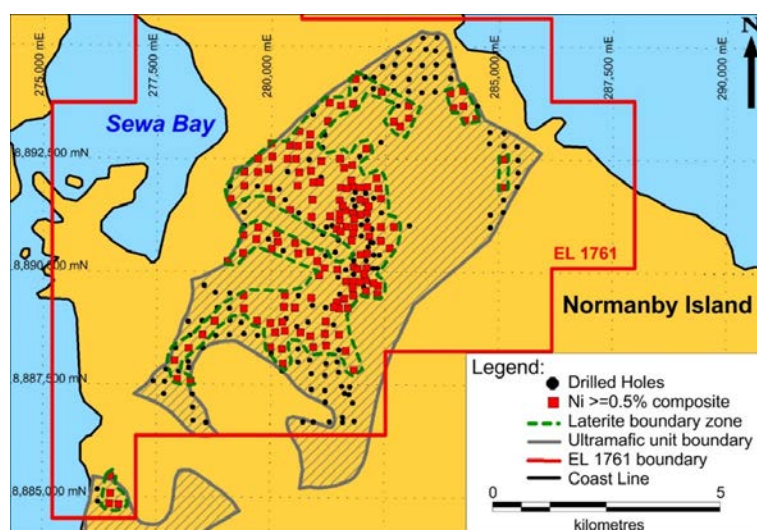 275,000 mE
277,500 mE
280,000 mE
285,000 mE
287,500 mE
290,000 mE
N
Sewa Bay
8,892,500 mN
8,890,500 mN
EL 1761
Normanby Island
8,887,500 mN
8,885,000 mN
Legend:
Drilled Holes
Ni >=0.5% composite
Laterite boundary zone
Ultramafic unit boundary
EL 1761 boundary
Coast Line
0 5
kilometres